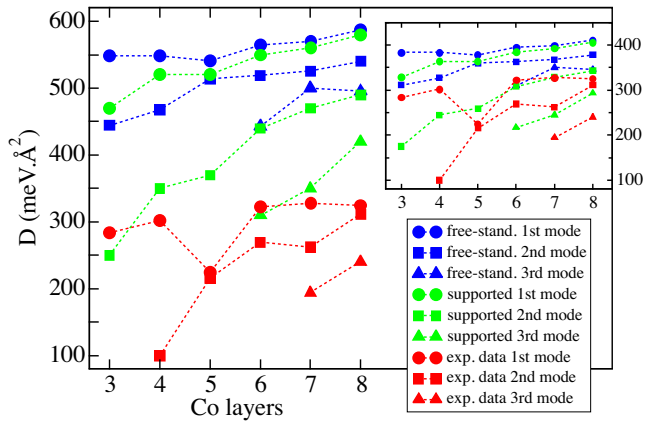 600
500
400
300
200
100
D (meV.Å²)
3 4 5 6 7 8
Co layers
400
300
200
100
3 4 5 6 7 8
free-stand. 1st mode
free-stand. 2nd mode
free-stand. 3rd mode
supported 1st mode
supported 2nd mode
supported 3rd mode
exp. data 1st mode
exp. data 2nd mode
exp. data 3rd mode